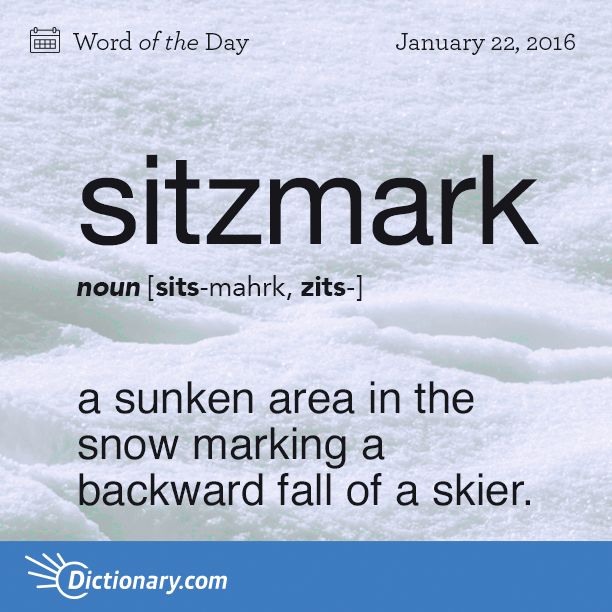 Word of the Day
January 22, 2016
sitzmark
noun [sits-mahrk, zits-]
a sunken area in the
snow marking a
backward fall of a skier.
Dictionary.com